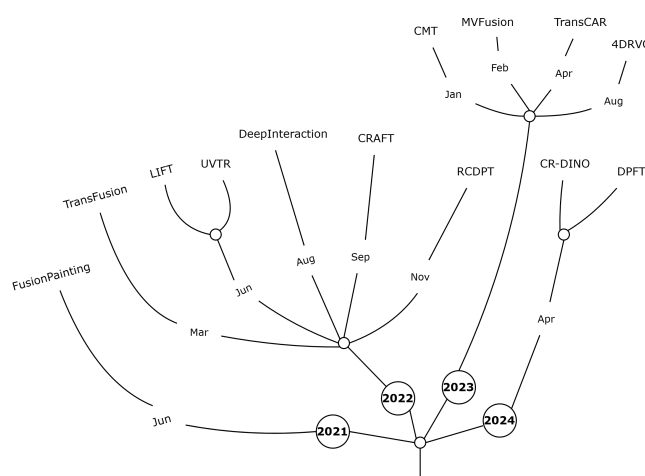 MVFusion
TransCAR
CMT
4DRVO
Feb
Apr
Jan
Aug
DeepInteraction
CRAFT
LIFT
UVTR
RCDPT
CR-DINO
DPFT
TransFusion
FusionPainting
Aug
Sep
Nov
Jun
Apr
Mar
Jun
2023
2022
2024
2021